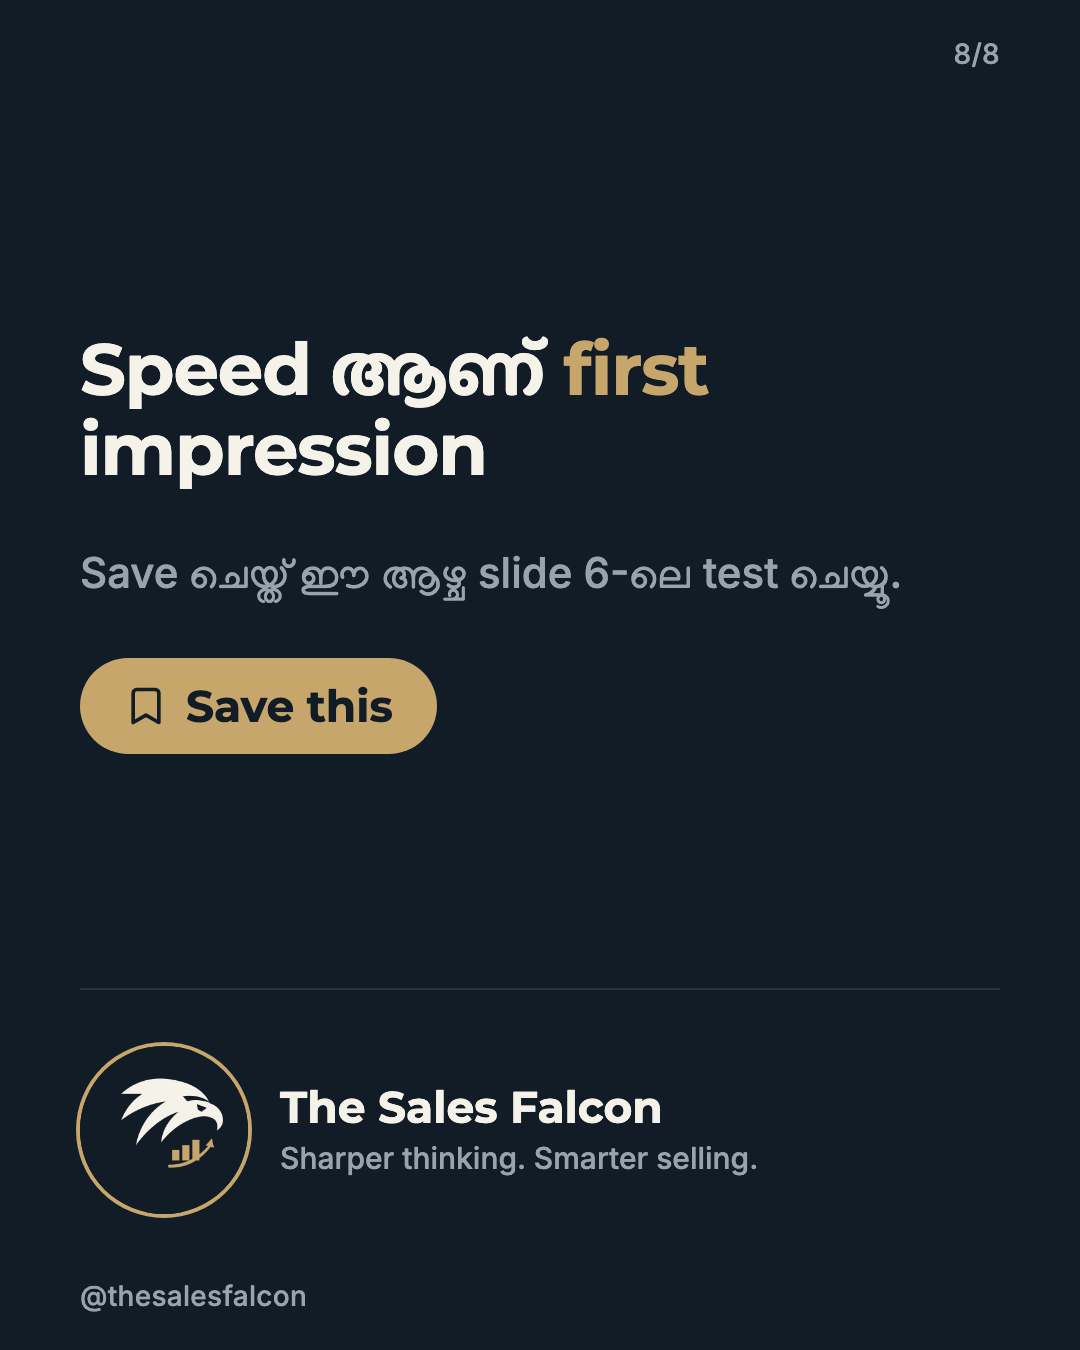 8/8
Speed ആണ് first
impression
Save ചെയ്ത് ഈ ആഴ്ച slide 6-ലെ test ചെയ്യൂ.
Save this
The Sales Falcon
Sharper thinking. Smarter selling.
@thesalesfalcon